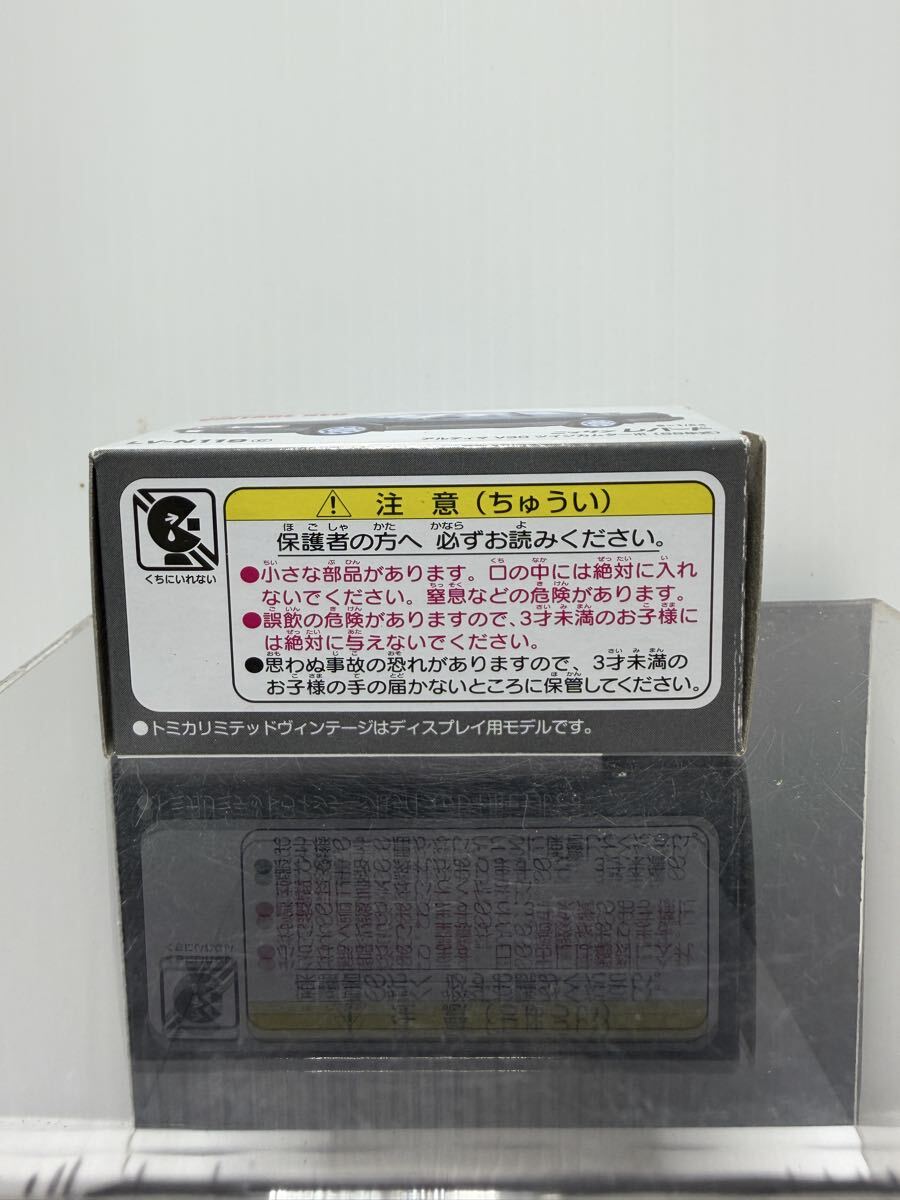 LV-N118
くちにいれない
⚠ 注意（ちゅうい）
保護者の方へ 必ずお読みください。
●小さな部品があります。口の中には絶対に入れ
ないでください。窒息などの危険があります。
●誤飲の危険がありますので、3才未満のお子様に
は絶対に与えないでください。
●思わぬ事故の恐れがありますので、3才未満の
お子様の手の届かないところに保管してください。
●トミカリミテッドヴィンテージはディスプレイ用モデルです。